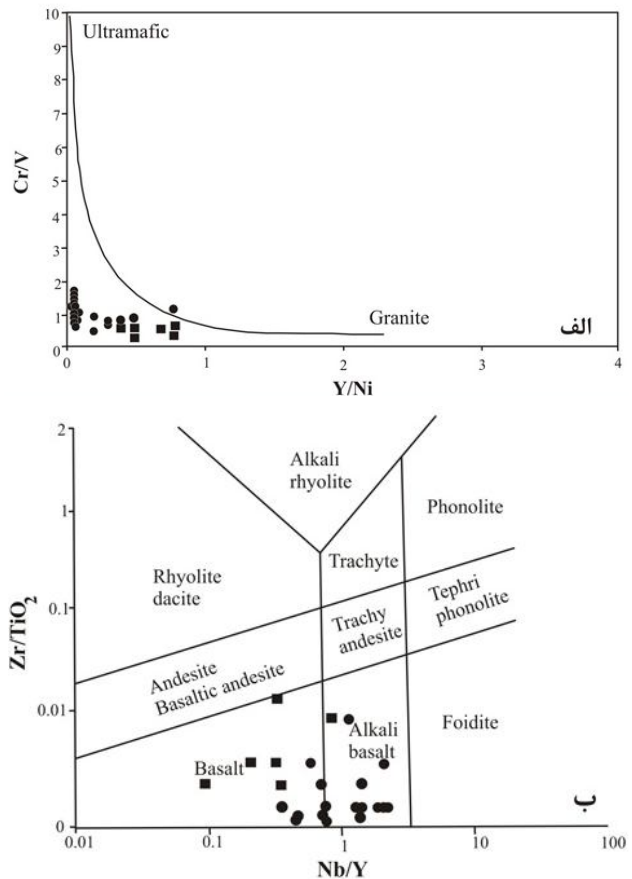 10
Ultramafic
9
8
7
6
5
4
3
2
1
0
Cr/V
Granite
الف
0
1
2
3
4
Y/Ni
2
1
0.1
0.01
0
Zr/TiO₂
Alkali
rhyolite
Phonolite
Rhyolite
dacite
Trachyte
Trachy
andesite
Tephri
phonolite
Andesite
Basaltic andesite
Basalt
Alkali
basalt
Foidite
ب
0.01
0.1
1
10
100
Nb/Y